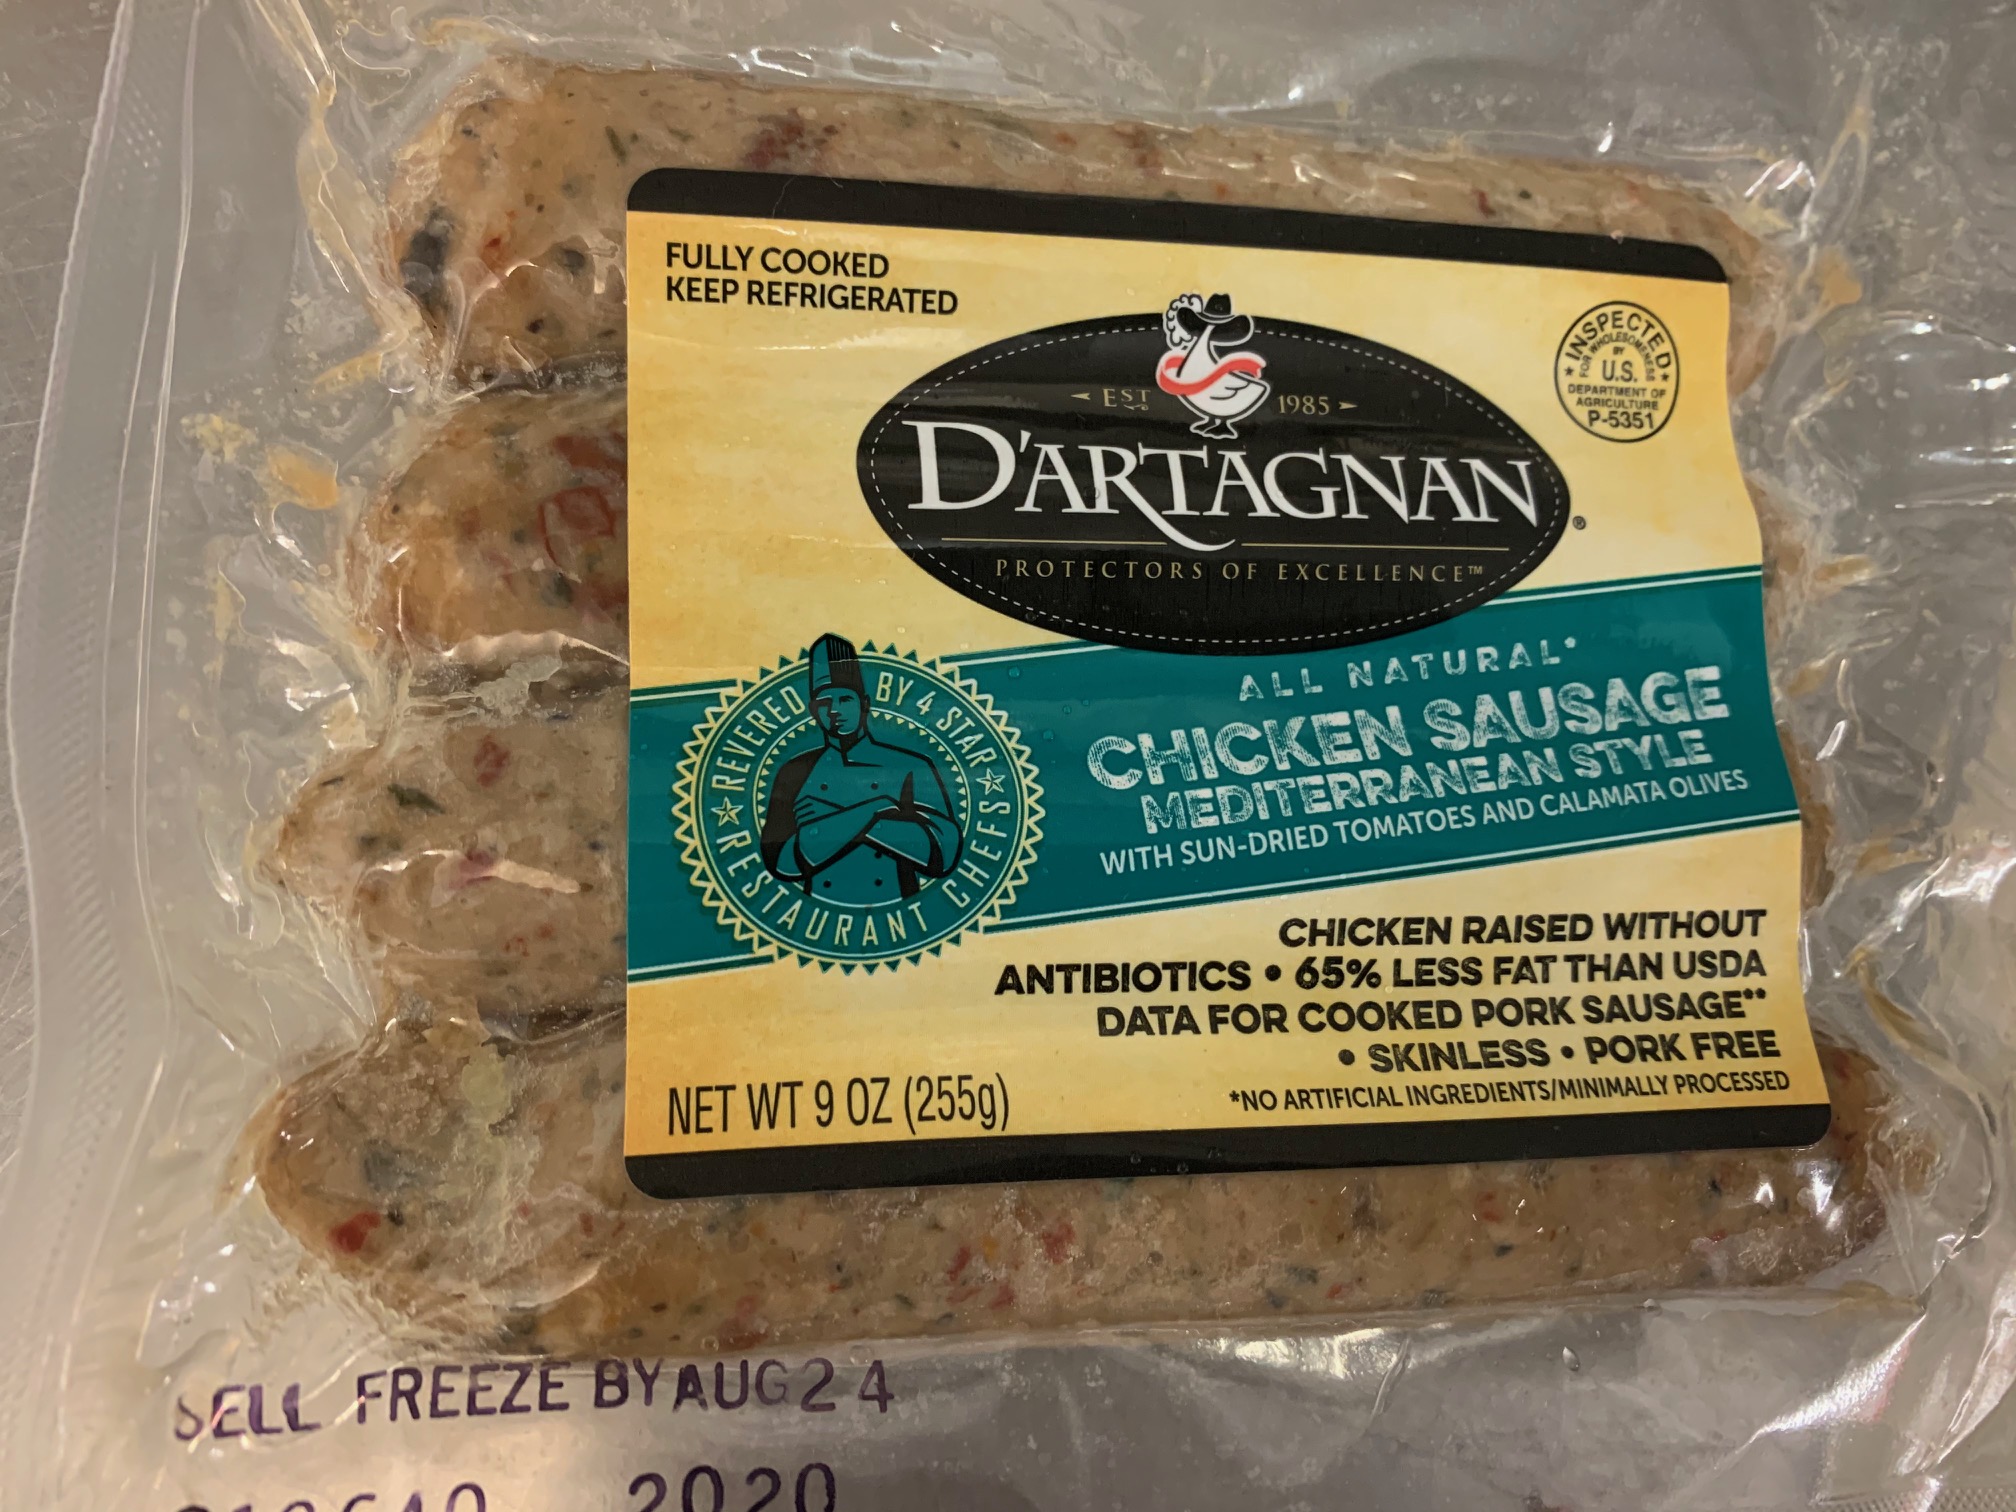 FULLY COOKED
KEEP REFRIGERATED
EST 1985
D'ARTAGNAN®
PROTECTORS OF EXCELLENCE™
INSPECTED
FOR WHOLESOMENESS
BY
U.S.
DEPARTMENT OF
AGRICULTURE
P-5351
REVERED BY 4 STAR
RESTAURANT CHEFS
ALL NATURAL*
CHICKEN SAUSAGE
MEDITERRANEAN STYLE
WITH SUN-DRIED TOMATOES AND CALAMATA OLIVES
CHICKEN RAISED WITHOUT
ANTIBIOTICS • 65% LESS FAT THAN USDA
DATA FOR COOKED PORK SAUSAGE**
• SKINLESS • PORK FREE
NET WT 9 OZ (255g)
*NO ARTIFICIAL INGREDIENTS/MINIMALLY PROCESSED
SELL FREEZE BY AUG24
2020